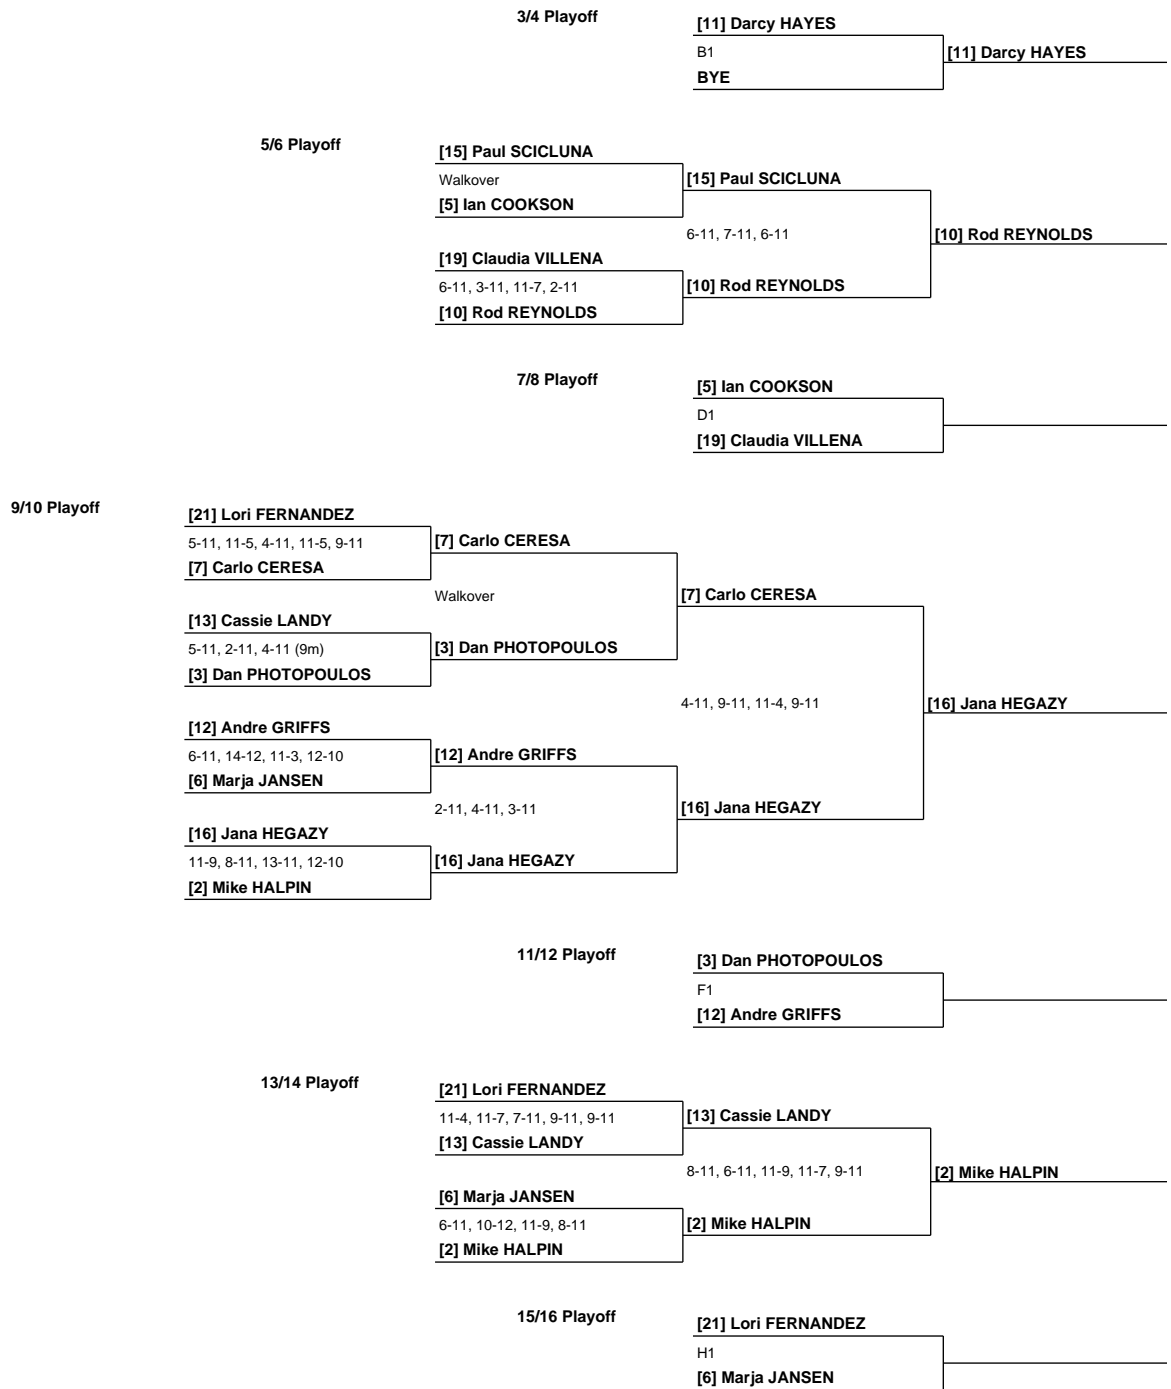 3/4 Playoff
[11] Darcy HAYES
B1
[11] Darcy HAYES
BYE
5/6 Playoff
[15] Paul SCICLUNA
Walkover
[15] Paul SCICLUNA
[5] Ian COOKSON
6-11, 7-11, 6-11
[10] Rod REYNOLDS
[19] Claudia VILLENA
6-11, 3-11, 11-7, 2-11
[10] Rod REYNOLDS
[10] Rod REYNOLDS
7/8 Playoff
[5] Ian COOKSON
D1
[19] Claudia VILLENA
9/10 Playoff
[21] Lori FERNANDEZ
5-11, 11-5, 4-11, 11-5, 9-11
[7] Carlo CERESA
[7] Carlo CERESA
Walkover
[7] Carlo CERESA
[13] Cassie LANDY
5-11, 2-11, 4-11 (9m)
[3] Dan PHOTOPOULOS
[3] Dan PHOTOPOULOS
4-11, 9-11, 11-4, 9-11
[16] Jana HEGAZY
[12] Andre GRIFFS
6-11, 14-12, 11-3, 12-10
[12] Andre GRIFFS
[6] Marja JANSEN
2-11, 4-11, 3-11
[16] Jana HEGAZY
[16] Jana HEGAZY
11-9, 8-11, 13-11, 12-10
[16] Jana HEGAZY
[2] Mike HALPIN
11/12 Playoff
[3] Dan PHOTOPOULOS
F1
[12] Andre GRIFFS
13/14 Playoff
[21] Lori FERNANDEZ
11-4, 11-7, 7-11, 9-11, 9-11
[13] Cassie LANDY
[13] Cassie LANDY
8-11, 6-11, 11-9, 11-7, 9-11
[2] Mike HALPIN
[6] Marja JANSEN
6-11, 10-12, 11-9, 8-11
[2] Mike HALPIN
[2] Mike HALPIN
15/16 Playoff
[21] Lori FERNANDEZ
H1
[6] Marja JANSEN